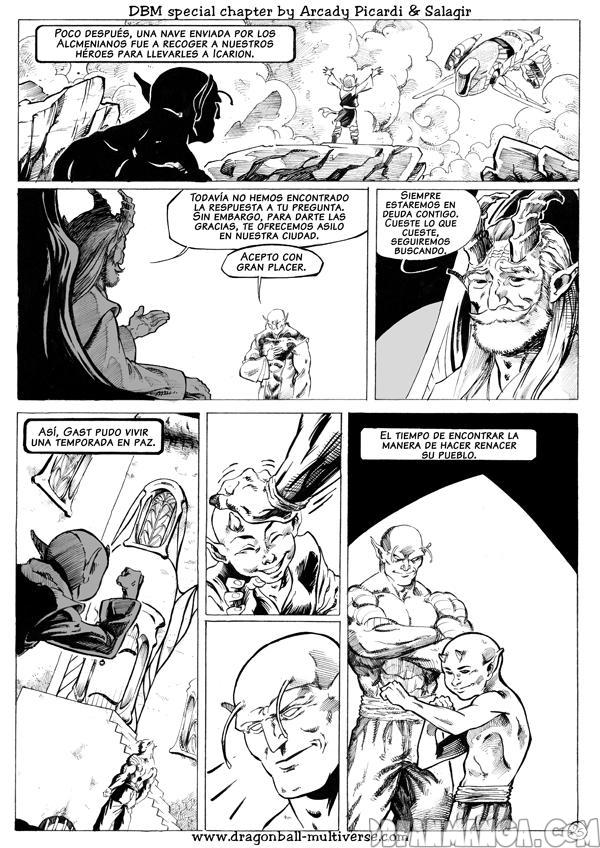 DBM special chapter by Arcady Picardi & Salagir
POCO DESPUÉS, UNA NAVE ENVIADA POR LOS
ALCMENIANOS FUE A RECOGER A NUESTROS
HÉROES PARA LLEVARLES A ICARION.
TODAVÍA NO HEMOS ENCONTRADO
LA RESPUESTA A TU PREGUNTA.
SIN EMBARGO, PARA DARTE LAS
GRACIAS, TE OFRECEMOS ASILO
EN NUESTRA CIUDAD.
ACEPTO CON
GRAN PLACER.
SIEMPRE
ESTAREMOS EN
DEUDA CONTIGO.
CUESTE LO QUE
CUESTE,
SEGUIREMOS
BUSCANDO.
ASÍ, GAST PUDO VIVIR
UNA TEMPORADA EN PAZ.
EL TIEMPO DE ENCONTRAR LA
MANERA DE HACER RENACER
SU PUEBLO.
www.dragonball-multiverse.com